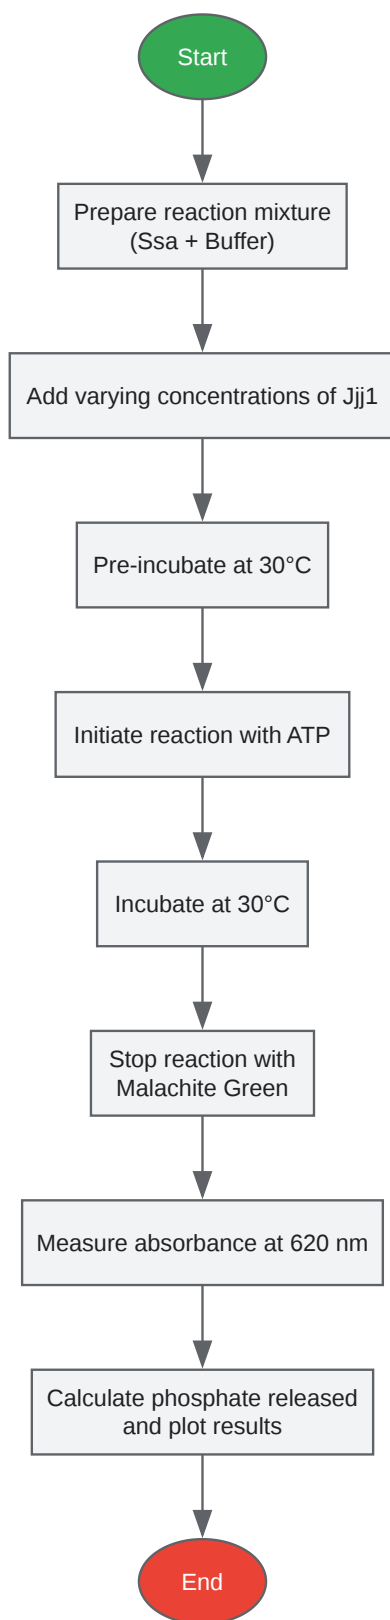 Start
Prepare reaction mixture
(Ssa + Buffer)
Add varying concentrations of Jjj1
Pre-incubate at 30°C
Initiate reaction with ATP
Incubate at 30°C
Stop reaction with
Malachite Green
Measure absorbance at 620 nm
Calculate phosphate released
and plot results
End